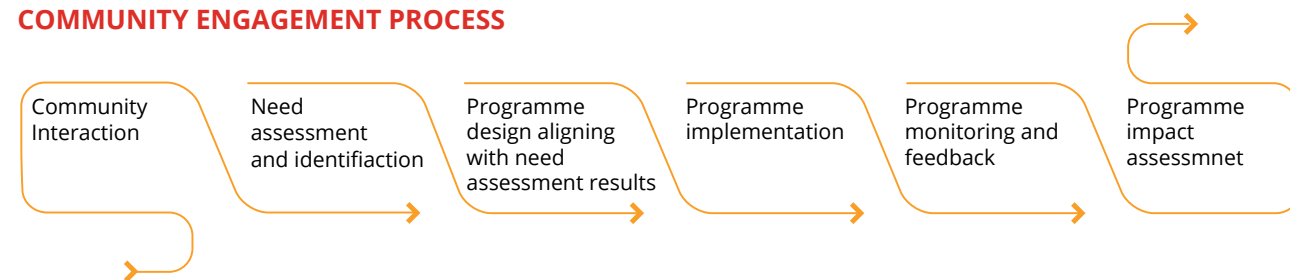 COMMUNITY ENGAGEMENT PROCESS
Community
Interaction
Need
assessment
and identifiaction
Programme
design aligning
with need
assessment results
Programme
implementation
Programme
monitoring and
feedback
Programme
impact
assessmnet